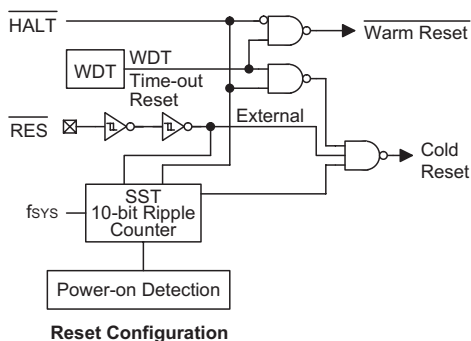 HALT
WDT
WDT
Time-out
Reset
Warm Reset
RES
External
Cold
Reset
fSYS
SST
10-bit Ripple
Counter
Power-on Detection
Reset Configuration